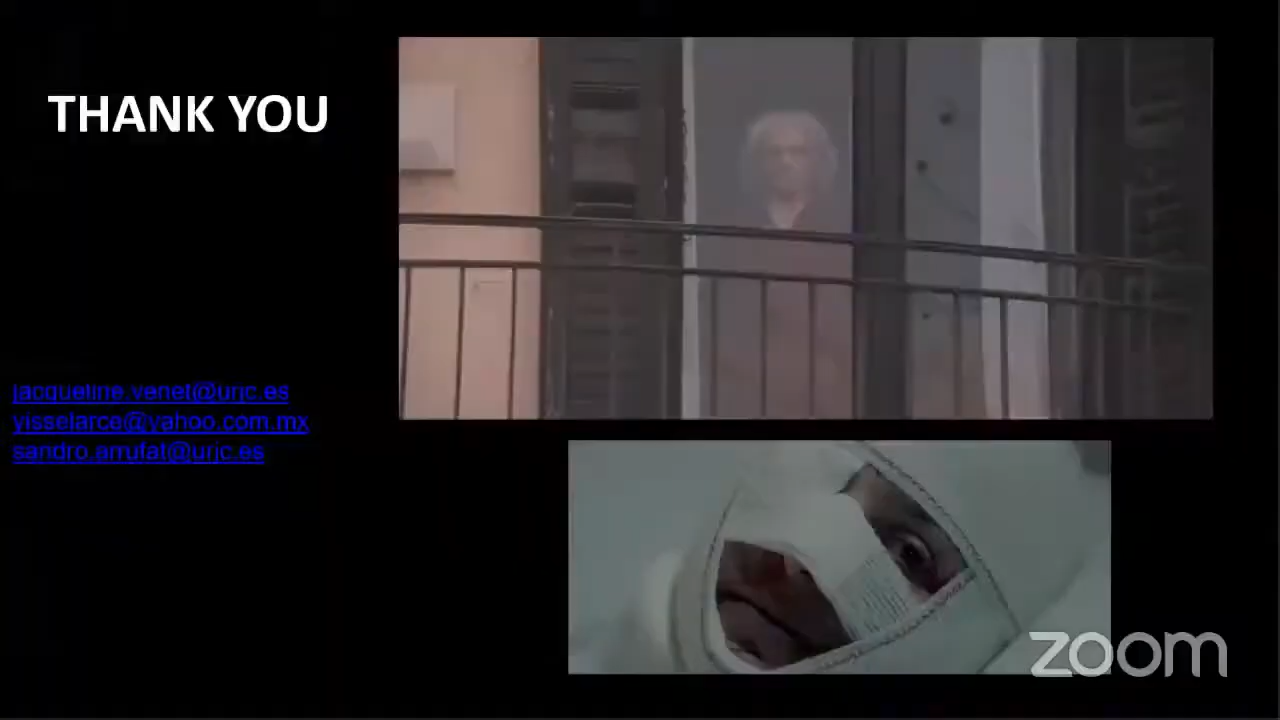 THANK YOU
jacqueline.venet@urjc.es
yisselarce@yahoo.com.mx
sandro.arrufat@urjc.es
zoom